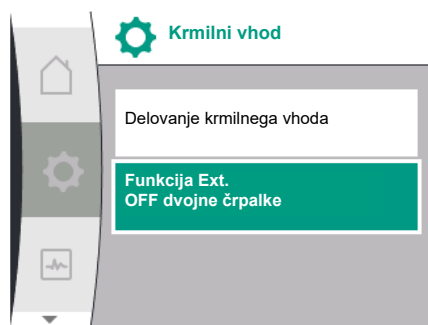 Krmilni vhod
Delovanje krmilnega vhoda
Funkcija Ext.
OFF dvojne črpalke